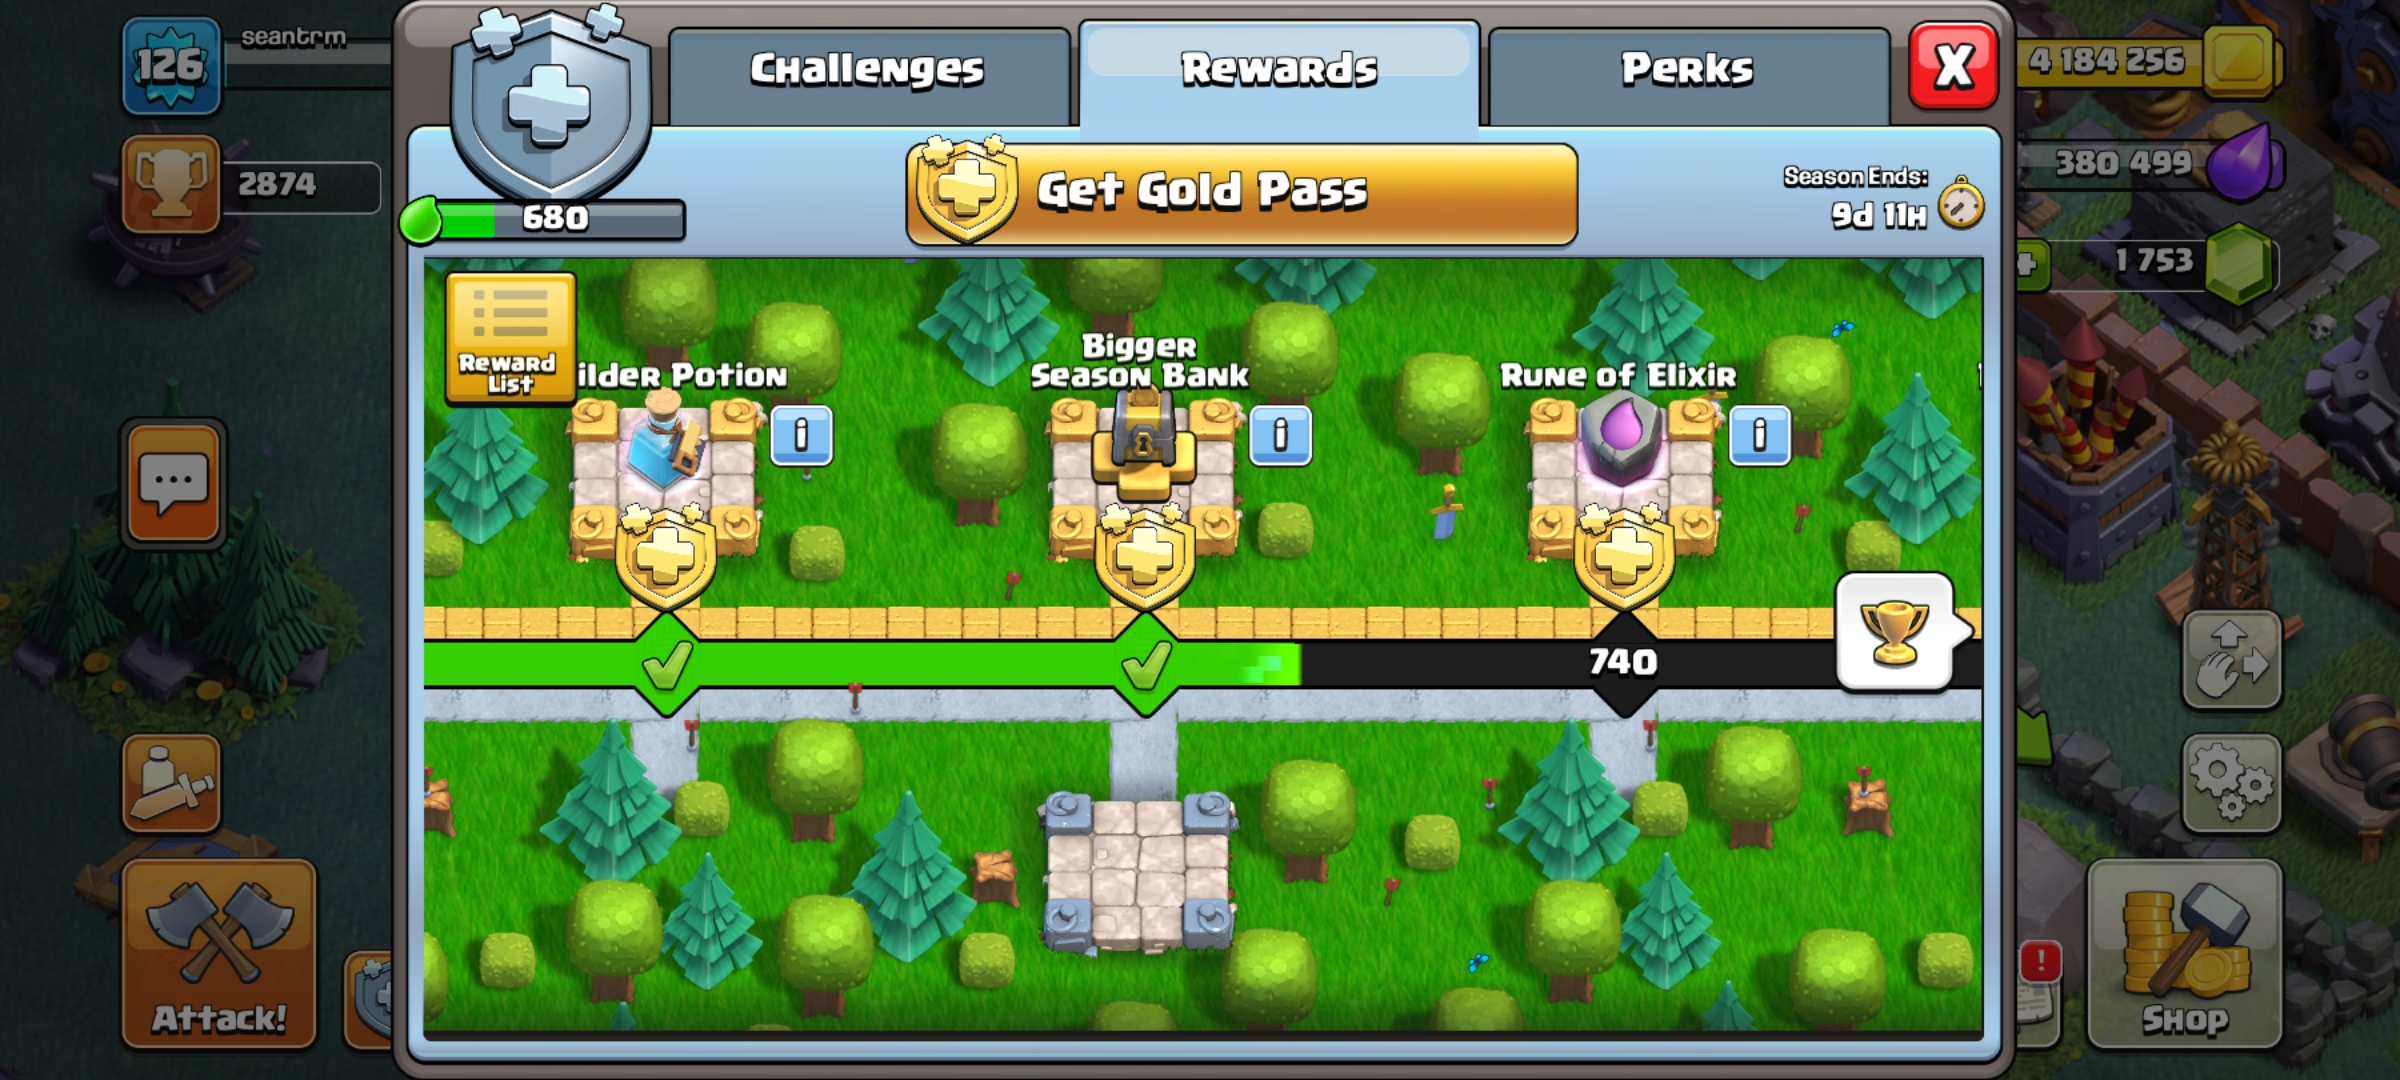 126
seantrm
2874
Challenges
Rewards
Perks
X
4 184 256
380 499
1 753
680
Get Gold Pass
Season Ends:
9d 11h
Reward
List
ilder Potion
Bigger
Season Bank
Rune of Elixir
i
i
i
740
Attack!
!
Shop